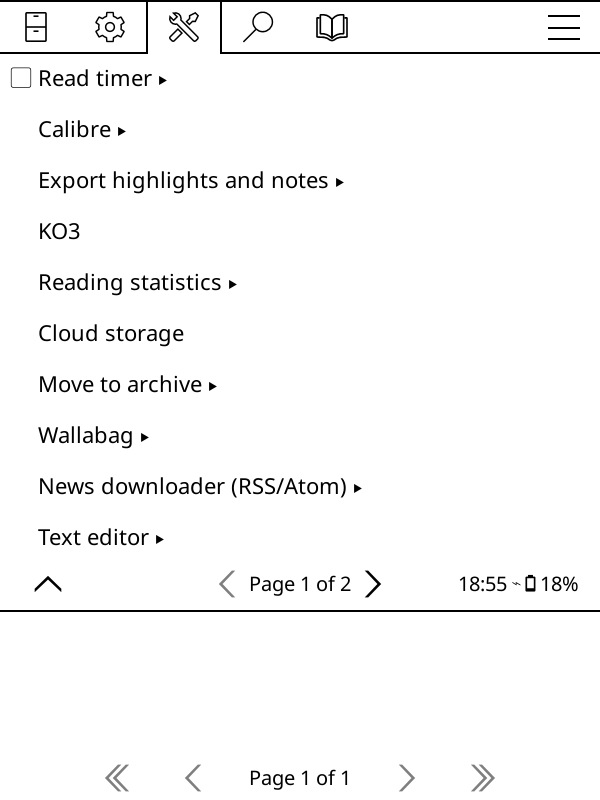 Read timer ▸
Calibre ▸
Export highlights and notes ▸
KO3
Reading statistics ▸
Cloud storage
Move to archive ▸
Wallabag ▸
News downloader (RSS/Atom) ▸
Text editor ▸
Page 1 of 2 18:55 18%
Page 1 of 1